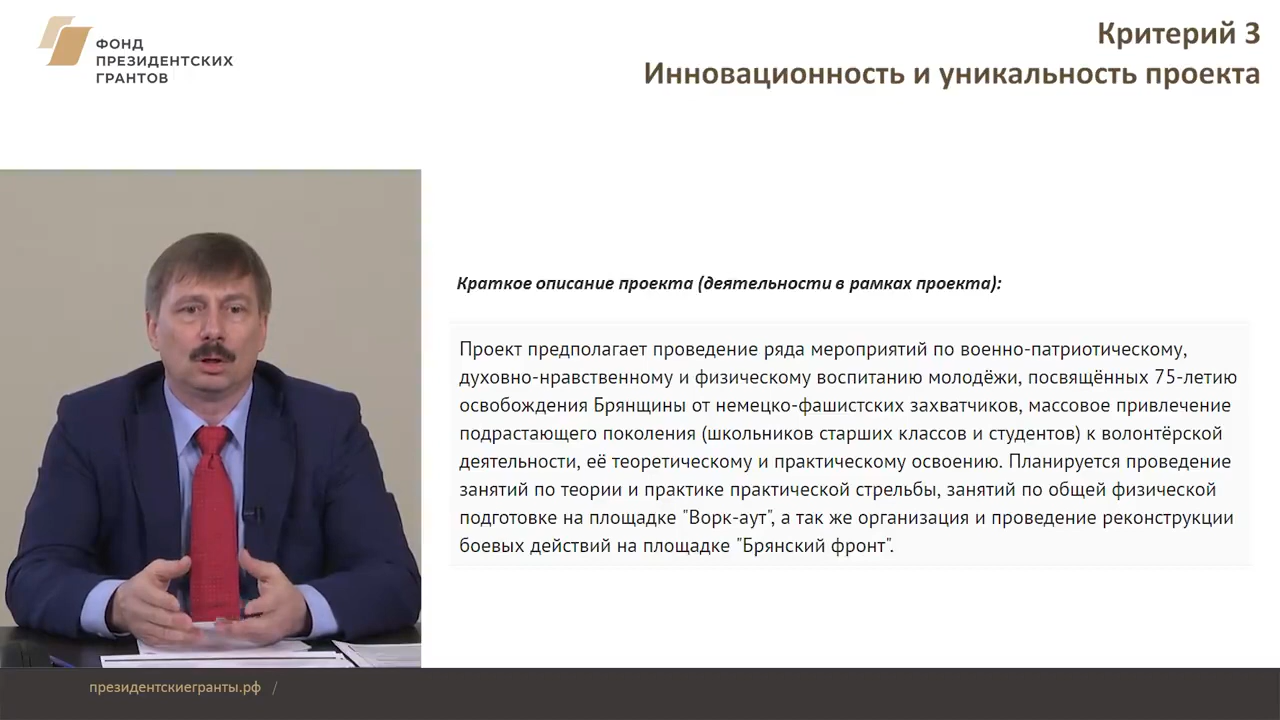 ФОНД
ПРЕЗИДЕНТСКИХ
ГРАНТОВ
Критерий 3
Инновационность и уникальность проекта
Краткое описание проекта (деятельности в рамках проекта):
Проект предполагает проведение ряда мероприятий по военно-патриотическому,
духовно-нравственному и физическому воспитанию молодёжи, посвящённых 75-летию
освобождения Брянщины от немецко-фашистских захватчиков, массовое привлечение
подрастающего поколения (школьников старших классов и студентов) к волонтёрской
деятельности, её теоретическому и практическому освоению. Планируется проведение
занятий по теории и практике практической стрельбы, занятий по общей физической
подготовке на площадке "Ворк-аут", а так же организация и проведение реконструкции
боевых действий на площадке "Брянский фронт".
президентскиегранты.рф /